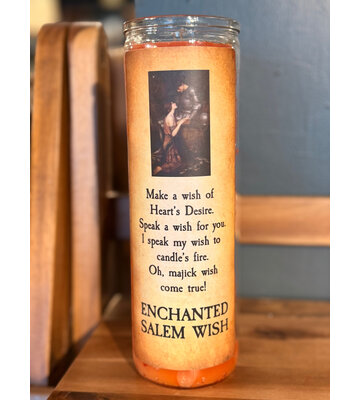 Make a wish of
Heart's Desire.
Speak a wish for you.
I speak my wish to
candle's fire.
Oh, majick wish
come true!
ENCHANTED
SALEM WISH